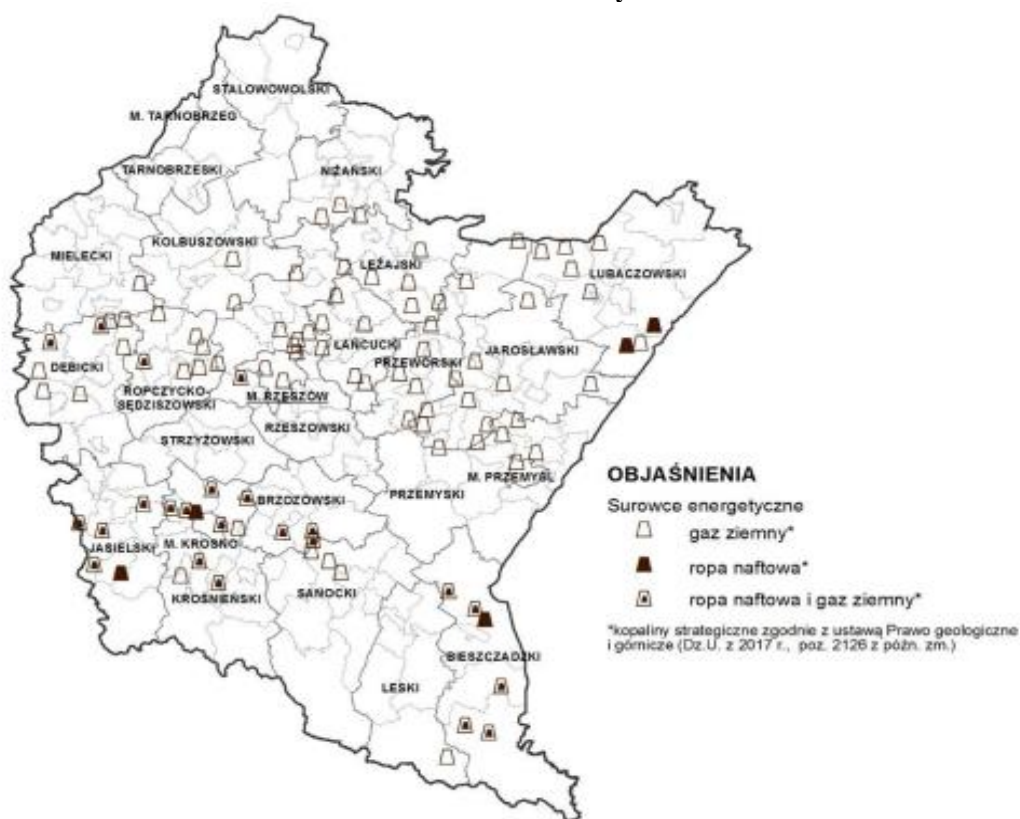 STALOWOWOLSKI
M. TARNOBRZEG
TARNOBRZESKI
NIŻAŃSKI
KOLBUSZOWSKI
MIELECKI
LEŻAJSKI
LUBACZOWSKI
ŁAŃCUCKI
JAROSŁAWSKI
PRZEWORSKI
DĘBICKI
ROPCZYCKO-
SĘDZISZOWSKI
M. RZESZÓW
RZESZOWSKI
STRZYŻOWSKI
M. PRZEMYŚL
PRZEMYSKI
BRZOZOWSKI
JASIELSKI
M. KROSNO
KROŚNIEŃSKI
SANOCKI
BIESZCZADZKI
LESKI
OBJAŚNIENIA
Surowce energetyczne
gaz ziemny*
ropa naftowa*
ropa naftowa i gaz ziemny*
*kopaliny strategiczne zgodnie z ustawą Prawo geologiczne
i górnicze (Dz.U. z 2017 r., poz. 2126 z późn. zm.)